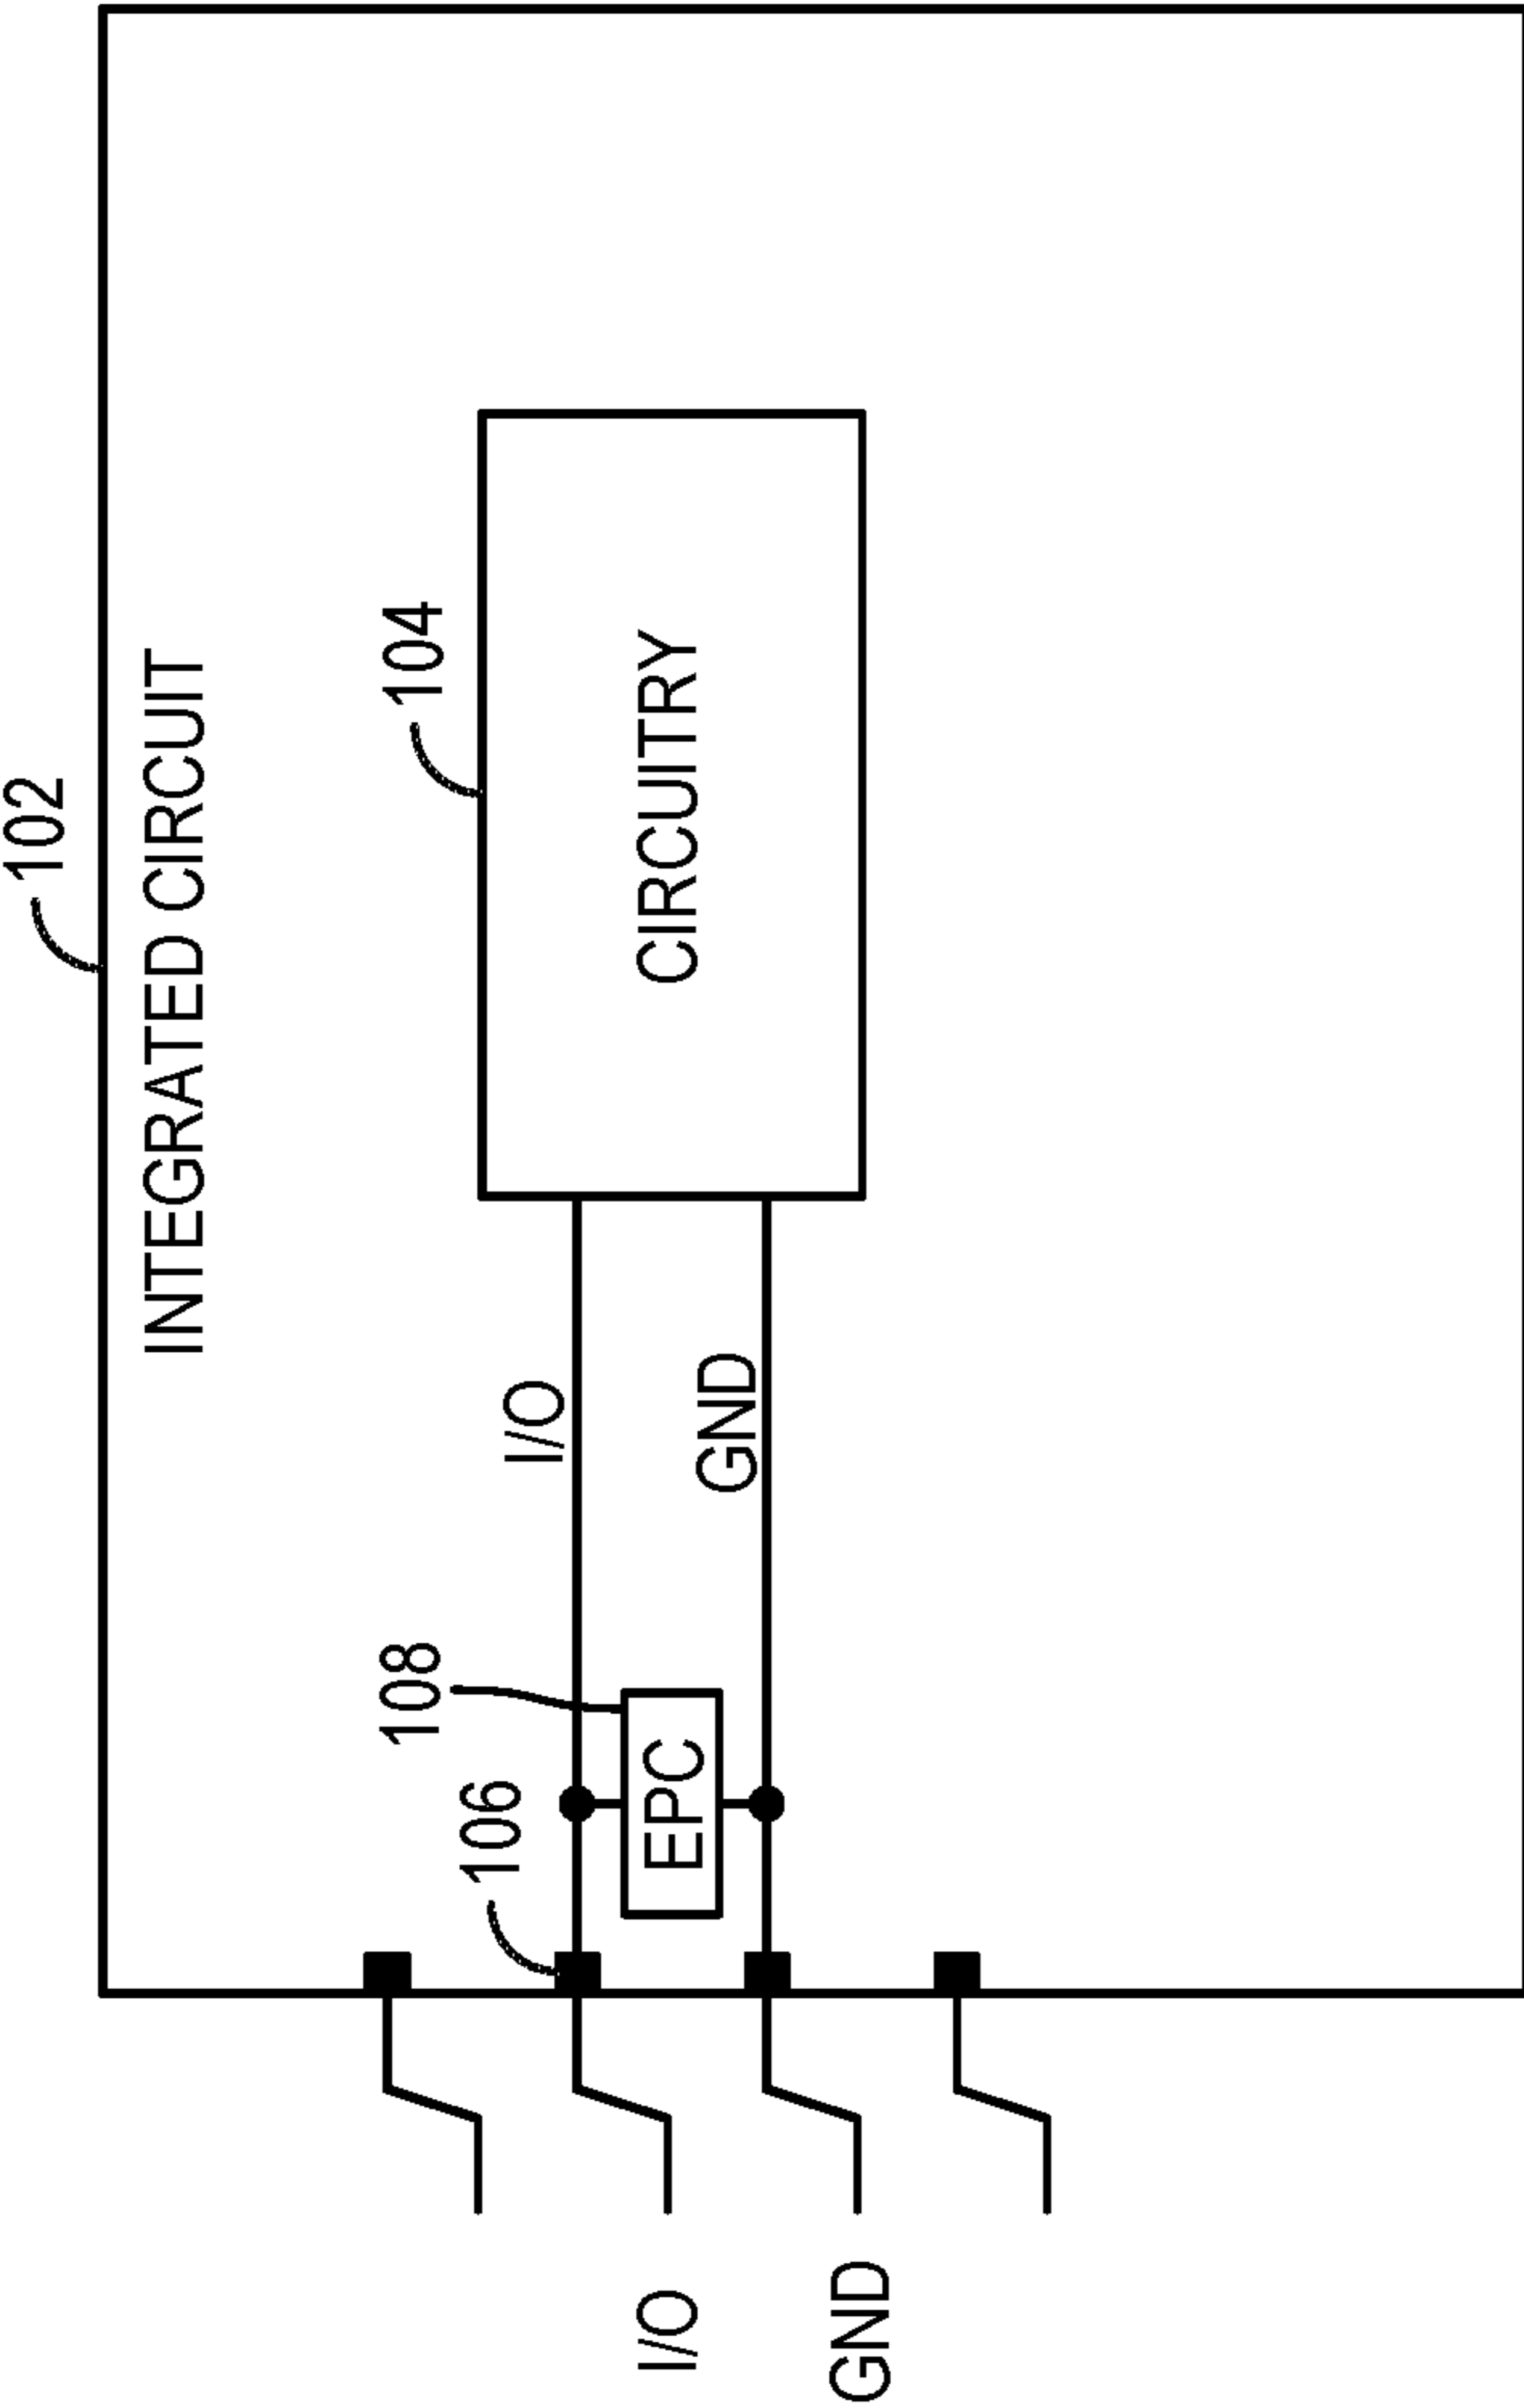 102
INTEGRATED CIRCUIT
104
CIRCUITRY
I/O
GND
108
106
EPC
I/O
GND